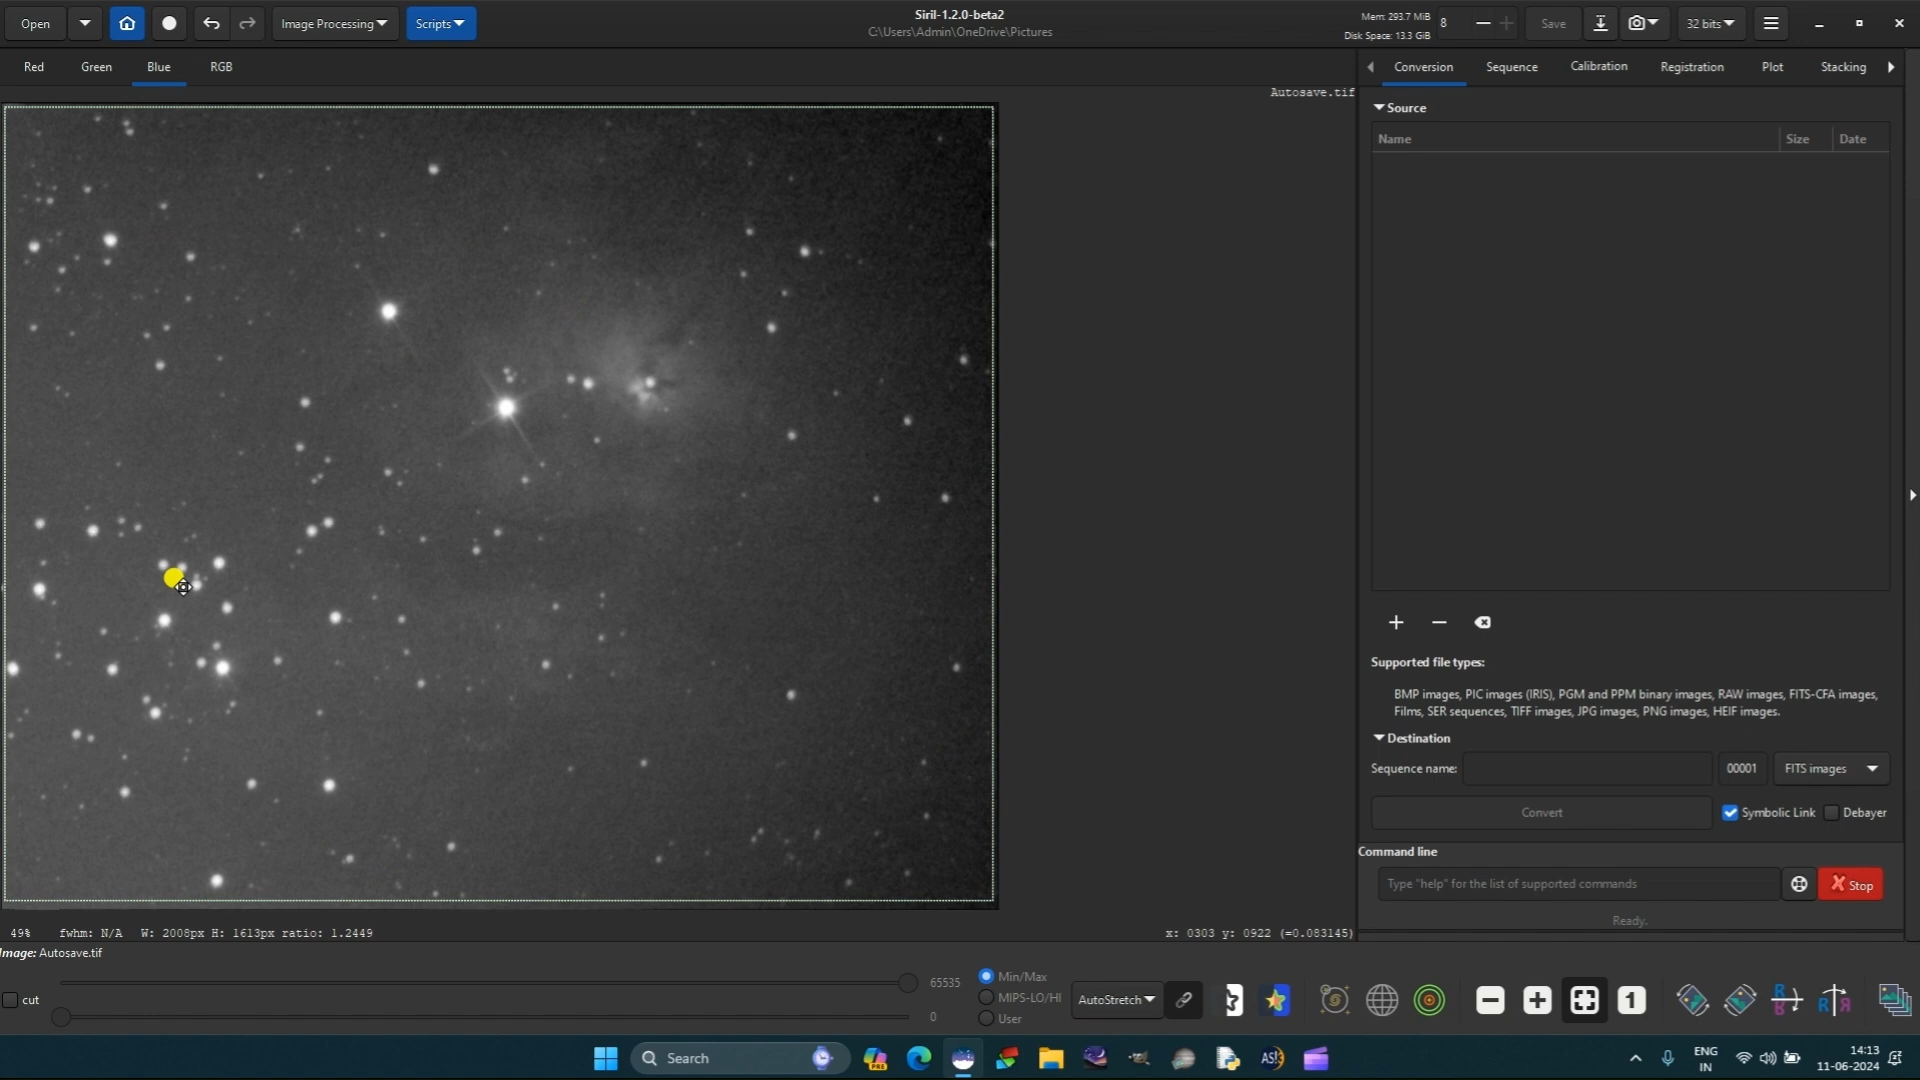 Open
Image Processing
Scripts
Siril-1.2.0-beta2
C:\Users\Admin\OneDrive\Pictures
Mem: 293.7 MiB
Disk Space: 13.3 GiB
8
Save
32 bits
Red
Green
Blue
RGB
Conversion
Sequence
Calibration
Registration
Plot
Stacking
Autosave.tif
Source
Name
Size
Date
Supported file types:
BMP images, PIC images (IRIS), PGM and PPM binary images, RAW images, FITS-CFA images,
Films, SER sequences, TIFF images, JPG images, PNG images, HEIF images.
Destination
Sequence name:
00001
FITS images
Convert
Symbolic Link
Debayer
Command line
Type "help" for the list of supported commands
Stop
Ready.
49%
fwhm: N/A
W: 2008px H: 1613px ratio: 1.2449
x: 0303 y: 0922 (=0.083145)
Image: Autosave.tif
cut
65535
0
Min/Max
MIPS-LO/HI
User
AutoStretch
1
R
R
R R
Search
PRE
ASI
ENG
IN
14:13
11-06-2024